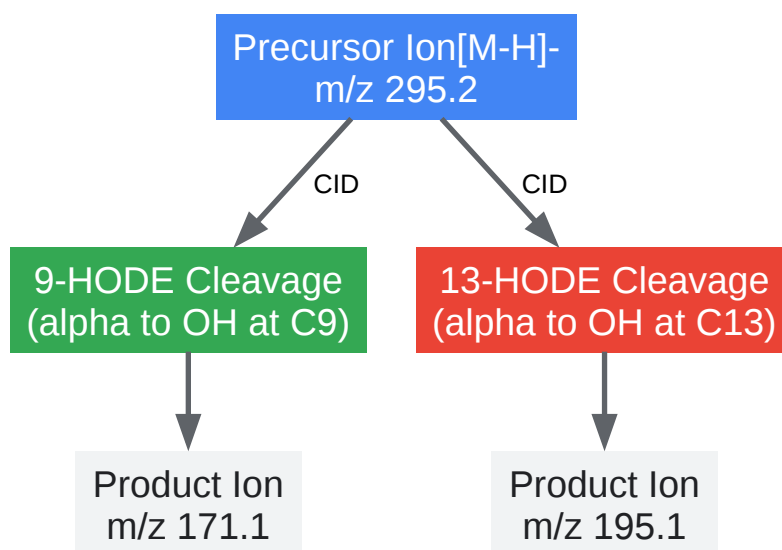 Precursor Ion[M-H]-
m/z 295.2
CID
CID
9-HODE Cleavage
(alpha to OH at C9)
13-HODE Cleavage
(alpha to OH at C13)
Product Ion
m/z 171.1
Product Ion
m/z 195.1